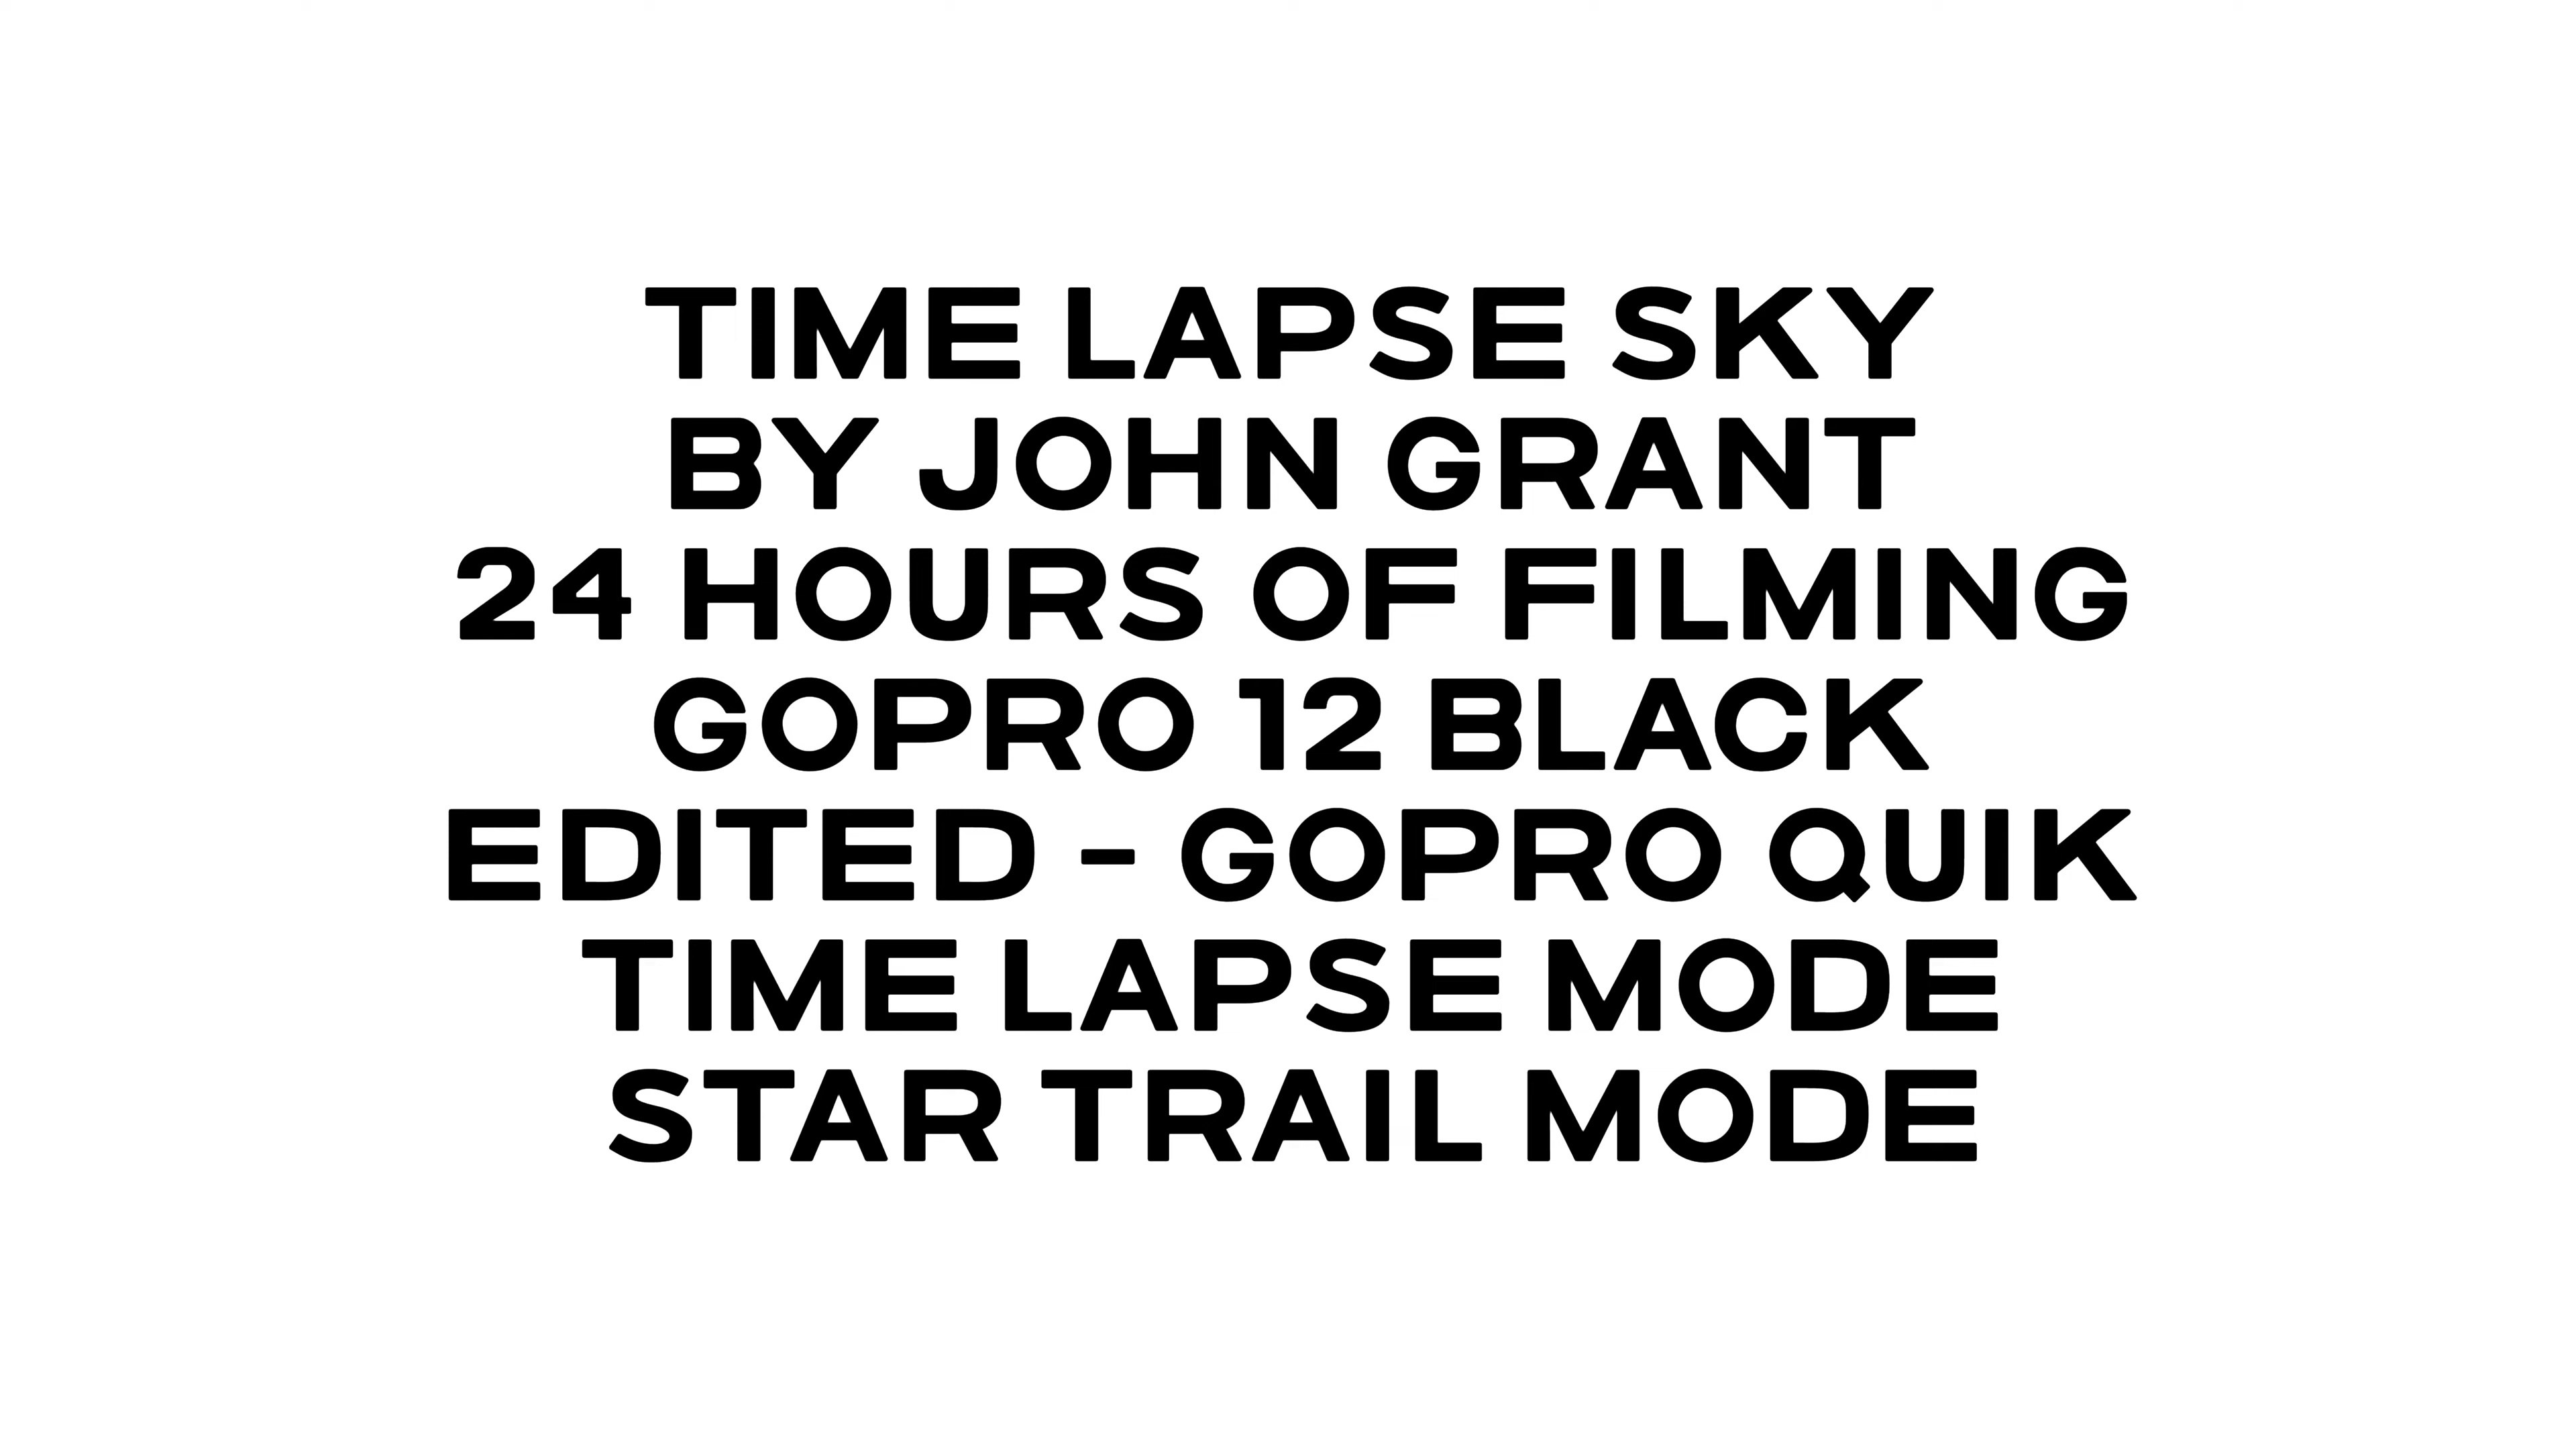 TIME LAPSE SKY
BY JOHN GRANT
24 HOURS OF FILMING
GOPRO 12 BLACK
EDITED - GOPRO QUIK
TIME LAPSE MODE
STAR TRAIL MODE